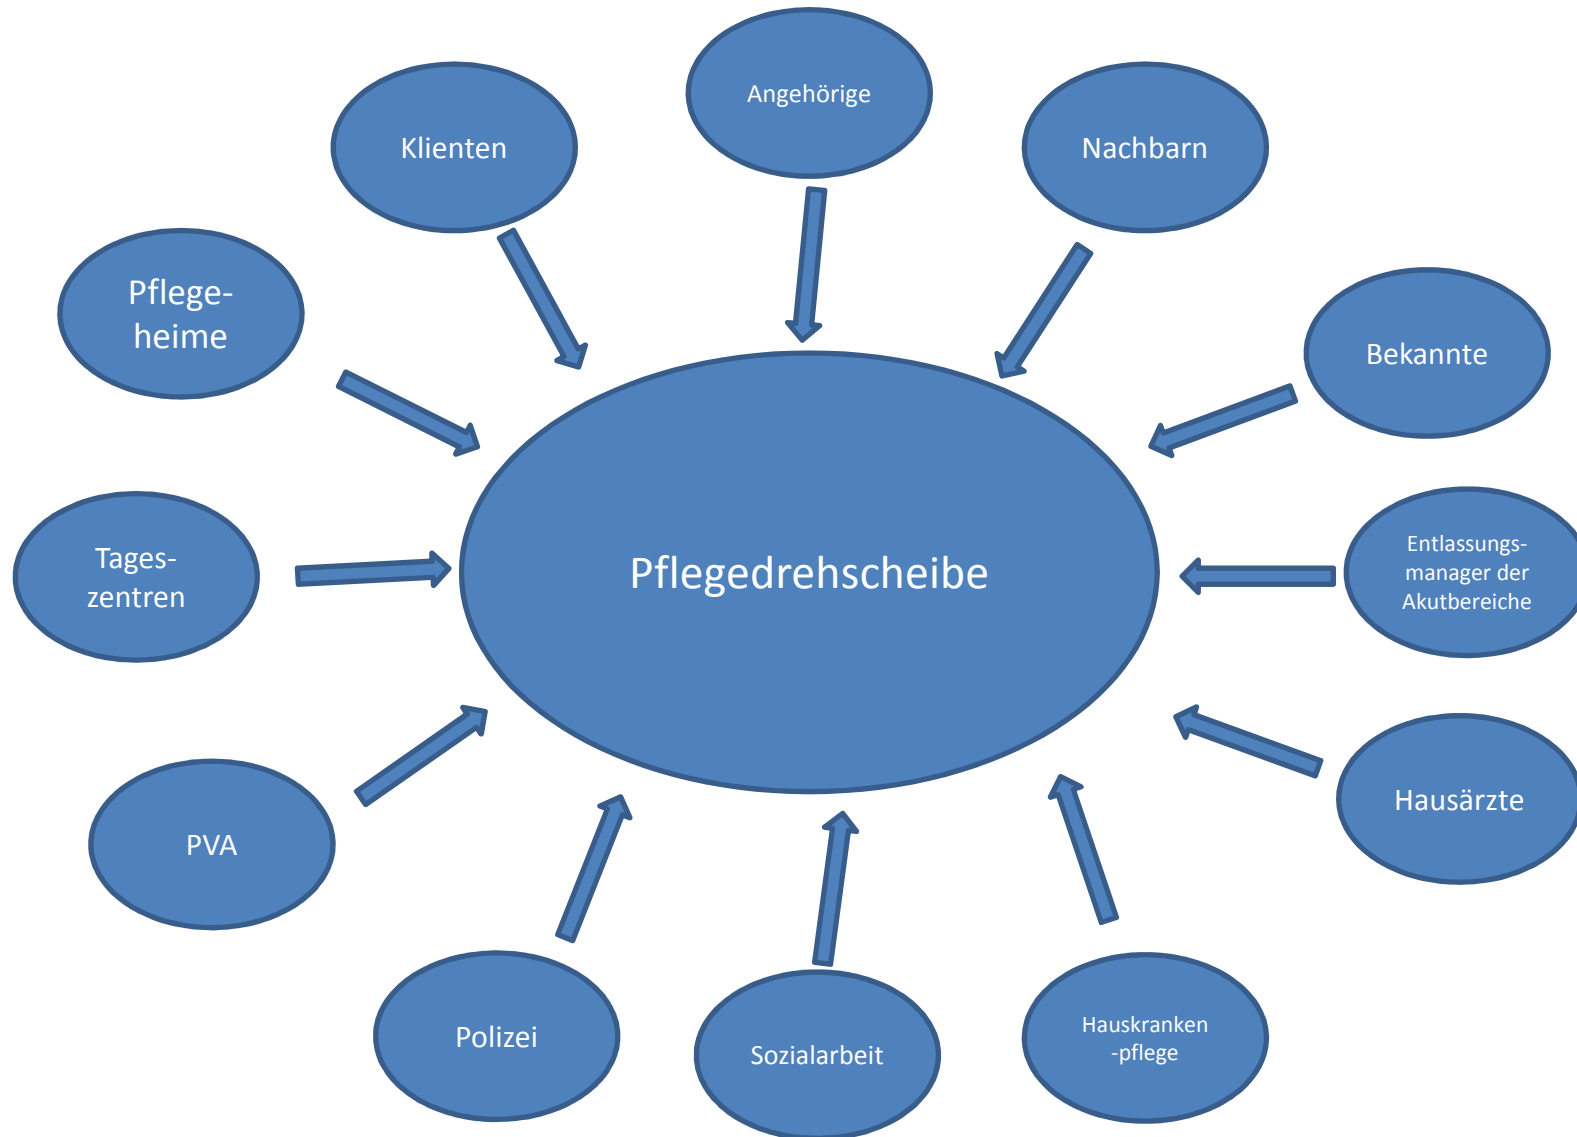 Angehörige
Klienten
Nachbarn
Pflege-
heime
Bekannte
Tages-
zentren
Pflegedrehscheibe
Entlassungs-
manager der
Akutbereiche
PVA
Hausärzte
Polizei
Sozialarbeit
Hauskranken
-pflege